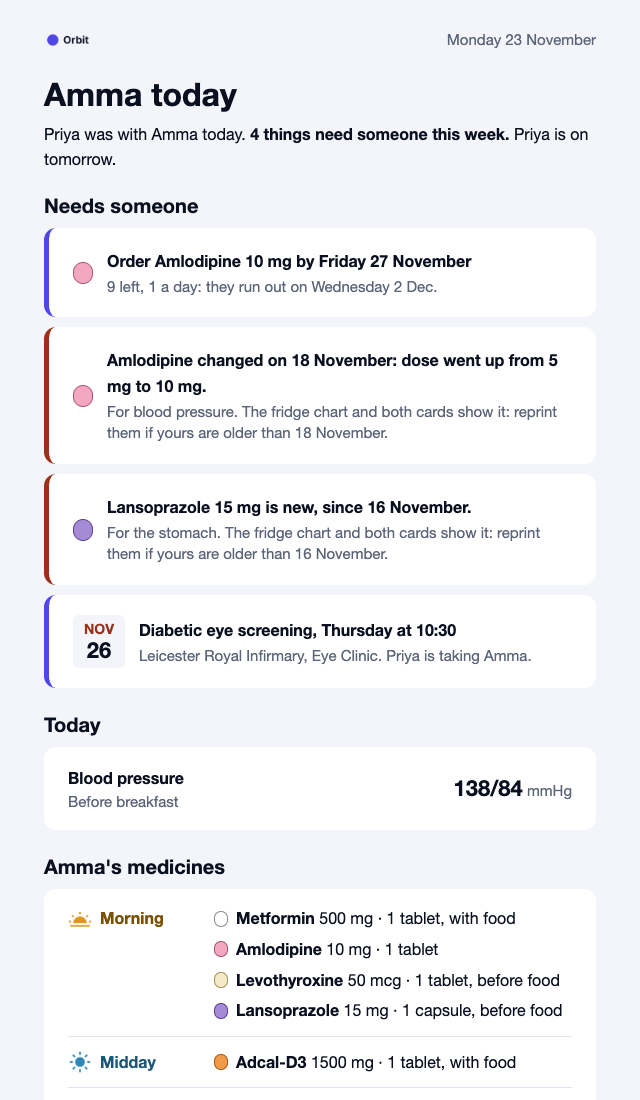 Orbit
Monday 23 November
Amma today
Priya was with Amma today. 4 things need someone this week. Priya is on
tomorrow.
Needs someone
Order Amlodipine 10 mg by Friday 27 November
9 left, 1 a day: they run out on Wednesday 2 Dec.
Amlodipine changed on 18 November: dose went up from 5
mg to 10 mg.
For blood pressure. The fridge chart and both cards show it: reprint
them if yours are older than 18 November.
Lansoprazole 15 mg is new, since 16 November.
For the stomach. The fridge chart and both cards show it: reprint
them if yours are older than 16 November.
NOV
26
Diabetic eye screening, Thursday at 10:30
Leicester Royal Infirmary, Eye Clinic. Priya is taking Amma.
Today
Blood pressure
Before breakfast
138/84 mmHg
Amma's medicines
Morning
Metformin 500 mg · 1 tablet, with food
Amlodipine 10 mg · 1 tablet
Levothyroxine 50 mcg · 1 tablet, before food
Lansoprazole 15 mg · 1 capsule, before food
Midday
Adcal-D3 1500 mg · 1 tablet, with food